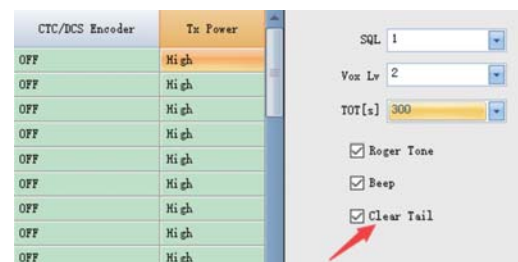 CTC/DCS Encoder Tx Power
OFF High
OFF High
OFF High
OFF High
OFF High
OFF High
OFF High
OFF High
OFF High
SQL 1
Vox Lv 2
TOT[s] 300
Roger Tone
Beep
Clear Tail